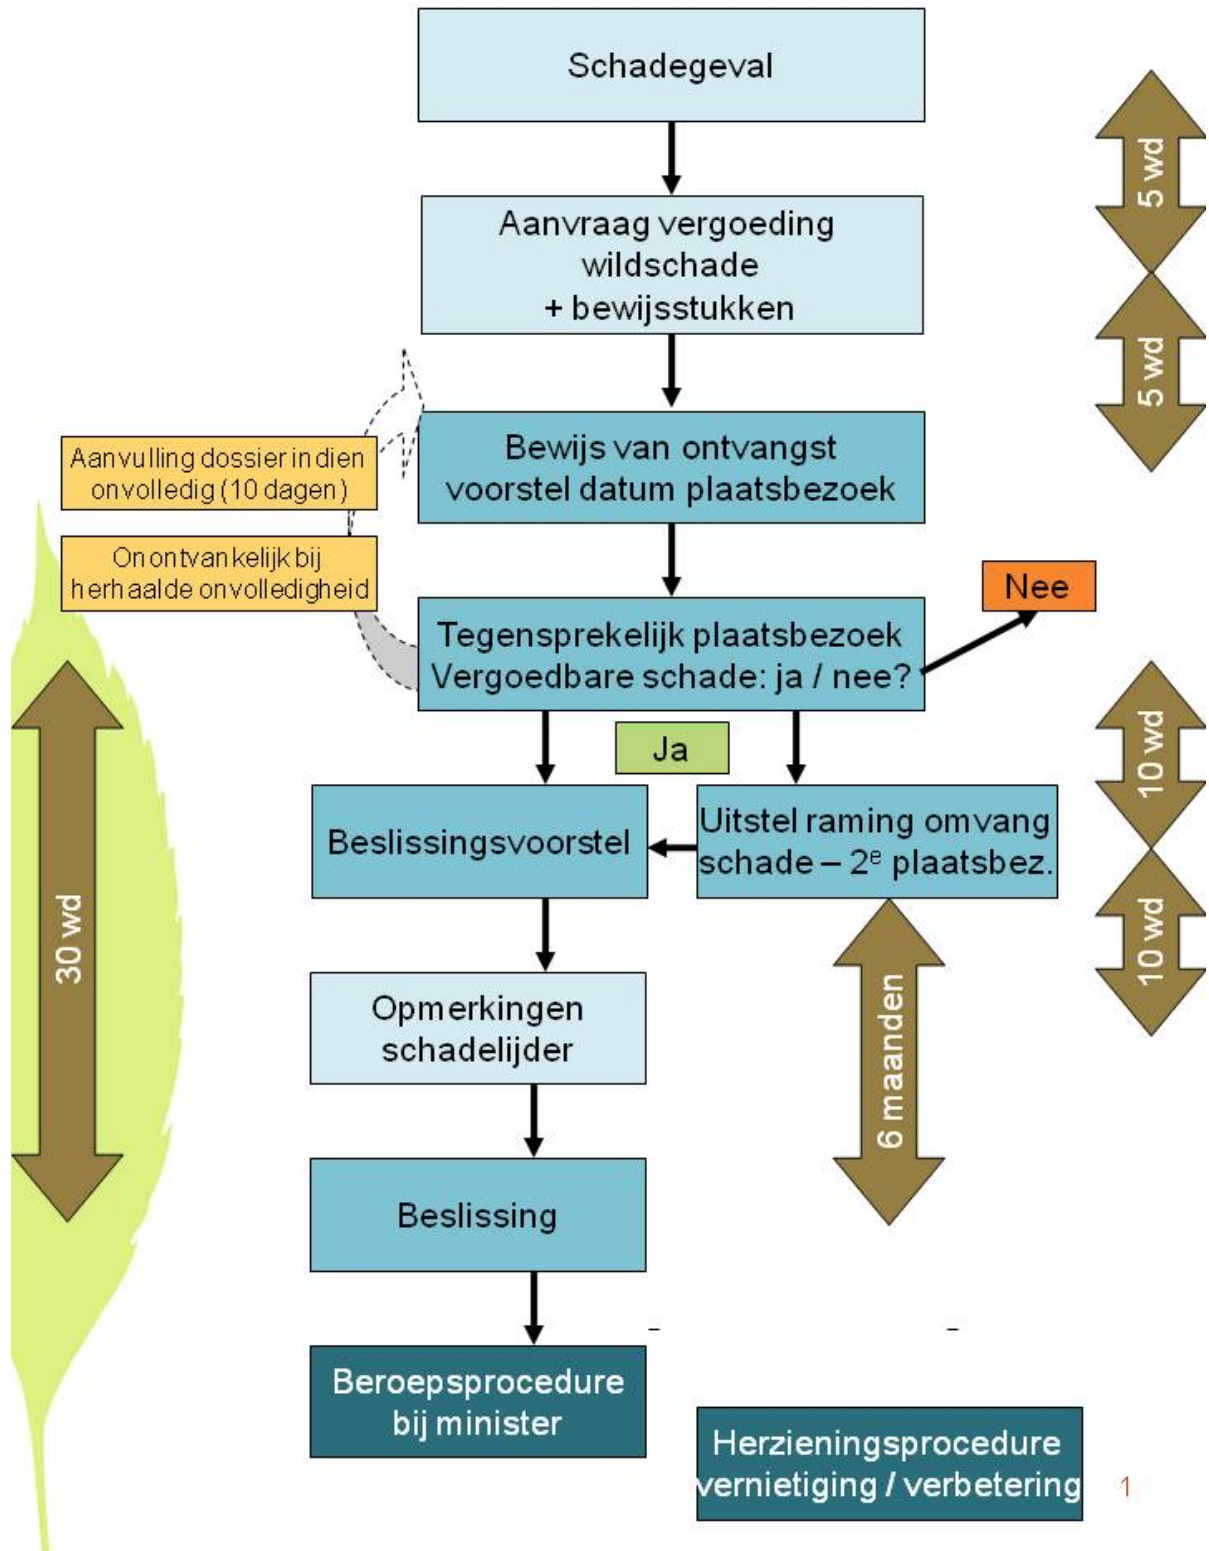 Schadegeval
5 wd
Aanvraag vergoeding
wildschade
+ bewijsstukken
5 wd
Aanvulling dossier indien
onvolledig (10 dagen)
Bewijs van ontvangst
voorstel datum plaatsbezoek
Onontvankelijk bij
herhaalde onvolledigheid
Nee
Tegensprekelijk plaatsbezoek
Vergoedbare schade: ja / nee?
Ja
10 wd
Beslissingsvoorstel
Uitstel raming omvang
schade – 2e plaatsbez.
30 wd
10 wd
Opmerkingen
schadelijder
6 maanden
Beslissing
Beroepsprocedure
bij minister
Herzieningsprocedure
vernietiging / verbetering
1